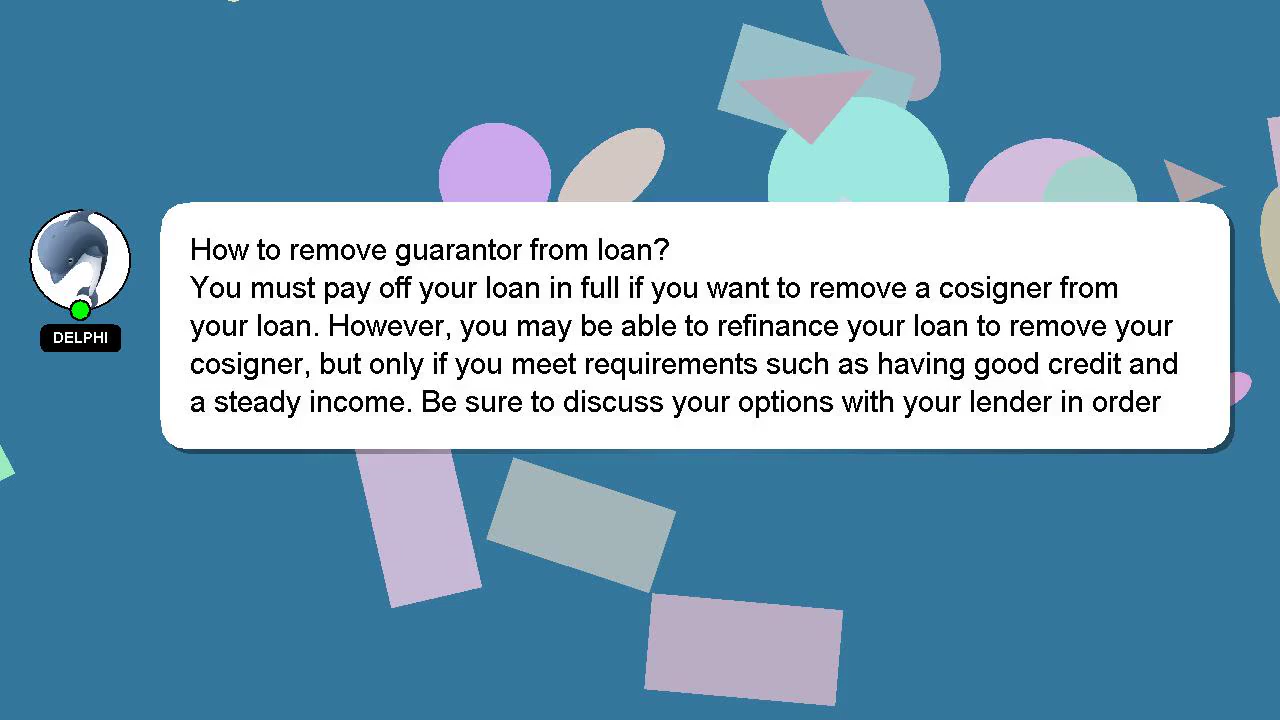 How to remove guarantor from loan?
You must pay off your loan in full if you want to remove a cosigner from
your loan. However, you may be able to refinance your loan to remove your
cosigner, but only if you meet requirements such as having good credit and
a steady income. Be sure to discuss your options with your lender in order
DELPHI